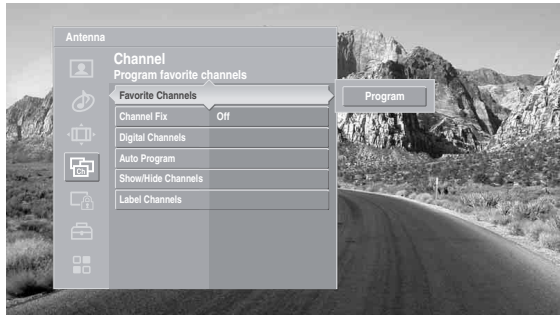 Antenna
Channel
Program favorite channels
Favorite Channels
Program
Channel Fix Off
Digital Channels
Auto Program
Show/Hide Channels
Label Channels
Ch